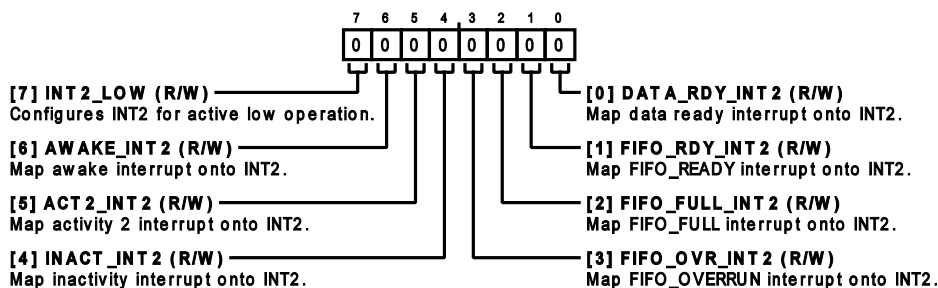 7 6 5 4 3 2 1 0
0 0 0 0 0 0 0 0
[7] INT2_LOW (R/W)
Configures INT2 for active low operation.
[6] AWAKE_INT2 (R/W)
Map awake interrupt onto INT2.
[5] ACT2_INT2 (R/W)
Map activity 2 interrupt onto INT2.
[4] INACT_INT2 (R/W)
Map inactivity interrupt onto INT2.
[0] DATA_RDY_INT2 (R/W)
Map data ready interrupt onto INT2.
[1] FIFO_RDY_INT2 (R/W)
Map FIFO_READY interrupt onto INT2.
[2] FIFO_FULL_INT2 (R/W)
Map FIFO_FULL interrupt onto INT2.
[3] FIFO_OVR_INT2 (R/W)
Map FIFO_OVERRUN interrupt onto INT2.